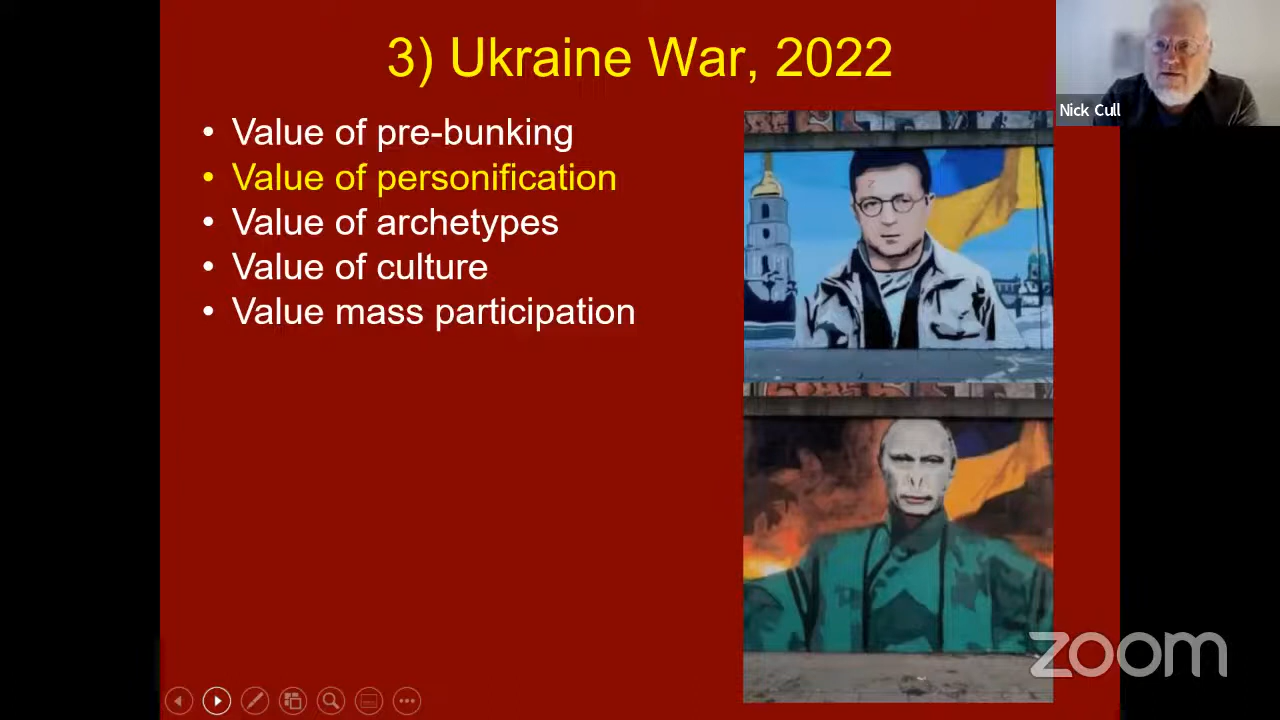 3) Ukraine War, 2022
Nick Cull
• Value of pre-bunking
• Value of personification
• Value of archetypes
• Value of culture
• Value mass participation
zoom